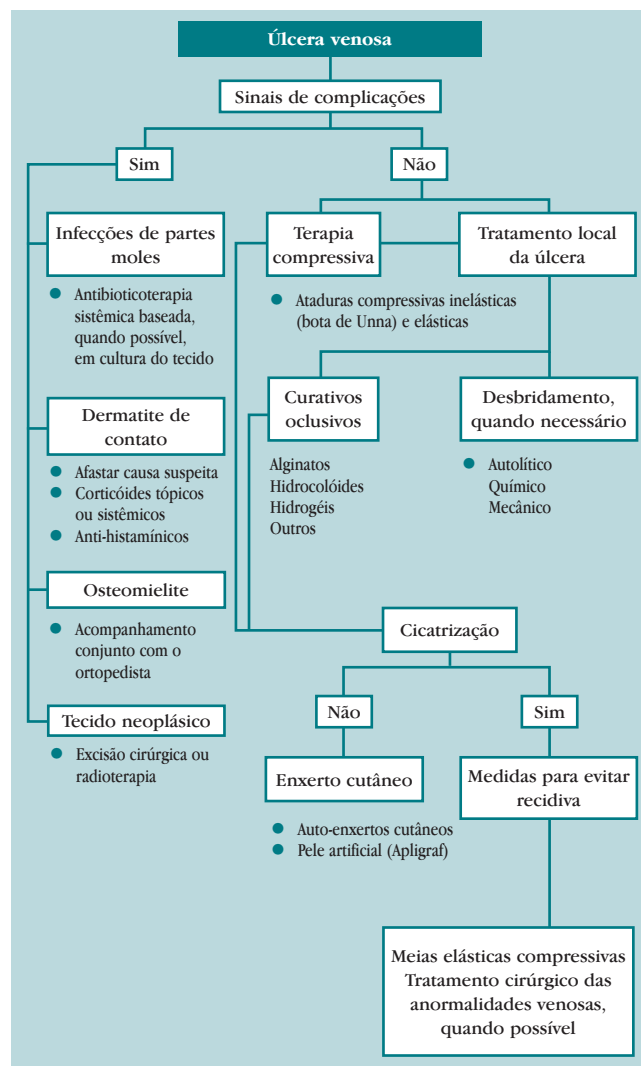 Úlcera venosa
Sinais de complicações
Sim
Não
Infecções de partes
moles
Antibioticoterapia
sistêmica baseada,
quando possível,
em cultura do tecido
Dermatite de
contato
Afastar causa suspeita
Corticóides tópicos
ou sistêmicos
Anti-histamínicos
Osteomielite
Acompanhamento
conjunto com o
ortopedista
Tecido neoplásico
Excisão cirúrgica ou
radioterapia
Terapia
compressiva
Tratamento local
da úlcera
Ataduras compressivas inelásticas
(bota de Unna) e elásticas
Curativos
oclusivos
Alginatos
Hidrocolóides
Hidrogéis
Outros
Desbridamento,
quando necessário
Autolítico
Químico
Mecânico
Cicatrização
Não
Sim
Enxerto cutâneo
Auto-enxertos cutâneos
Pele artificial (Apligraf)
Medidas para evitar
recidiva
Meias elásticas compressivas
Tratamento cirúrgico das
anormalidades venosas,
quando possível